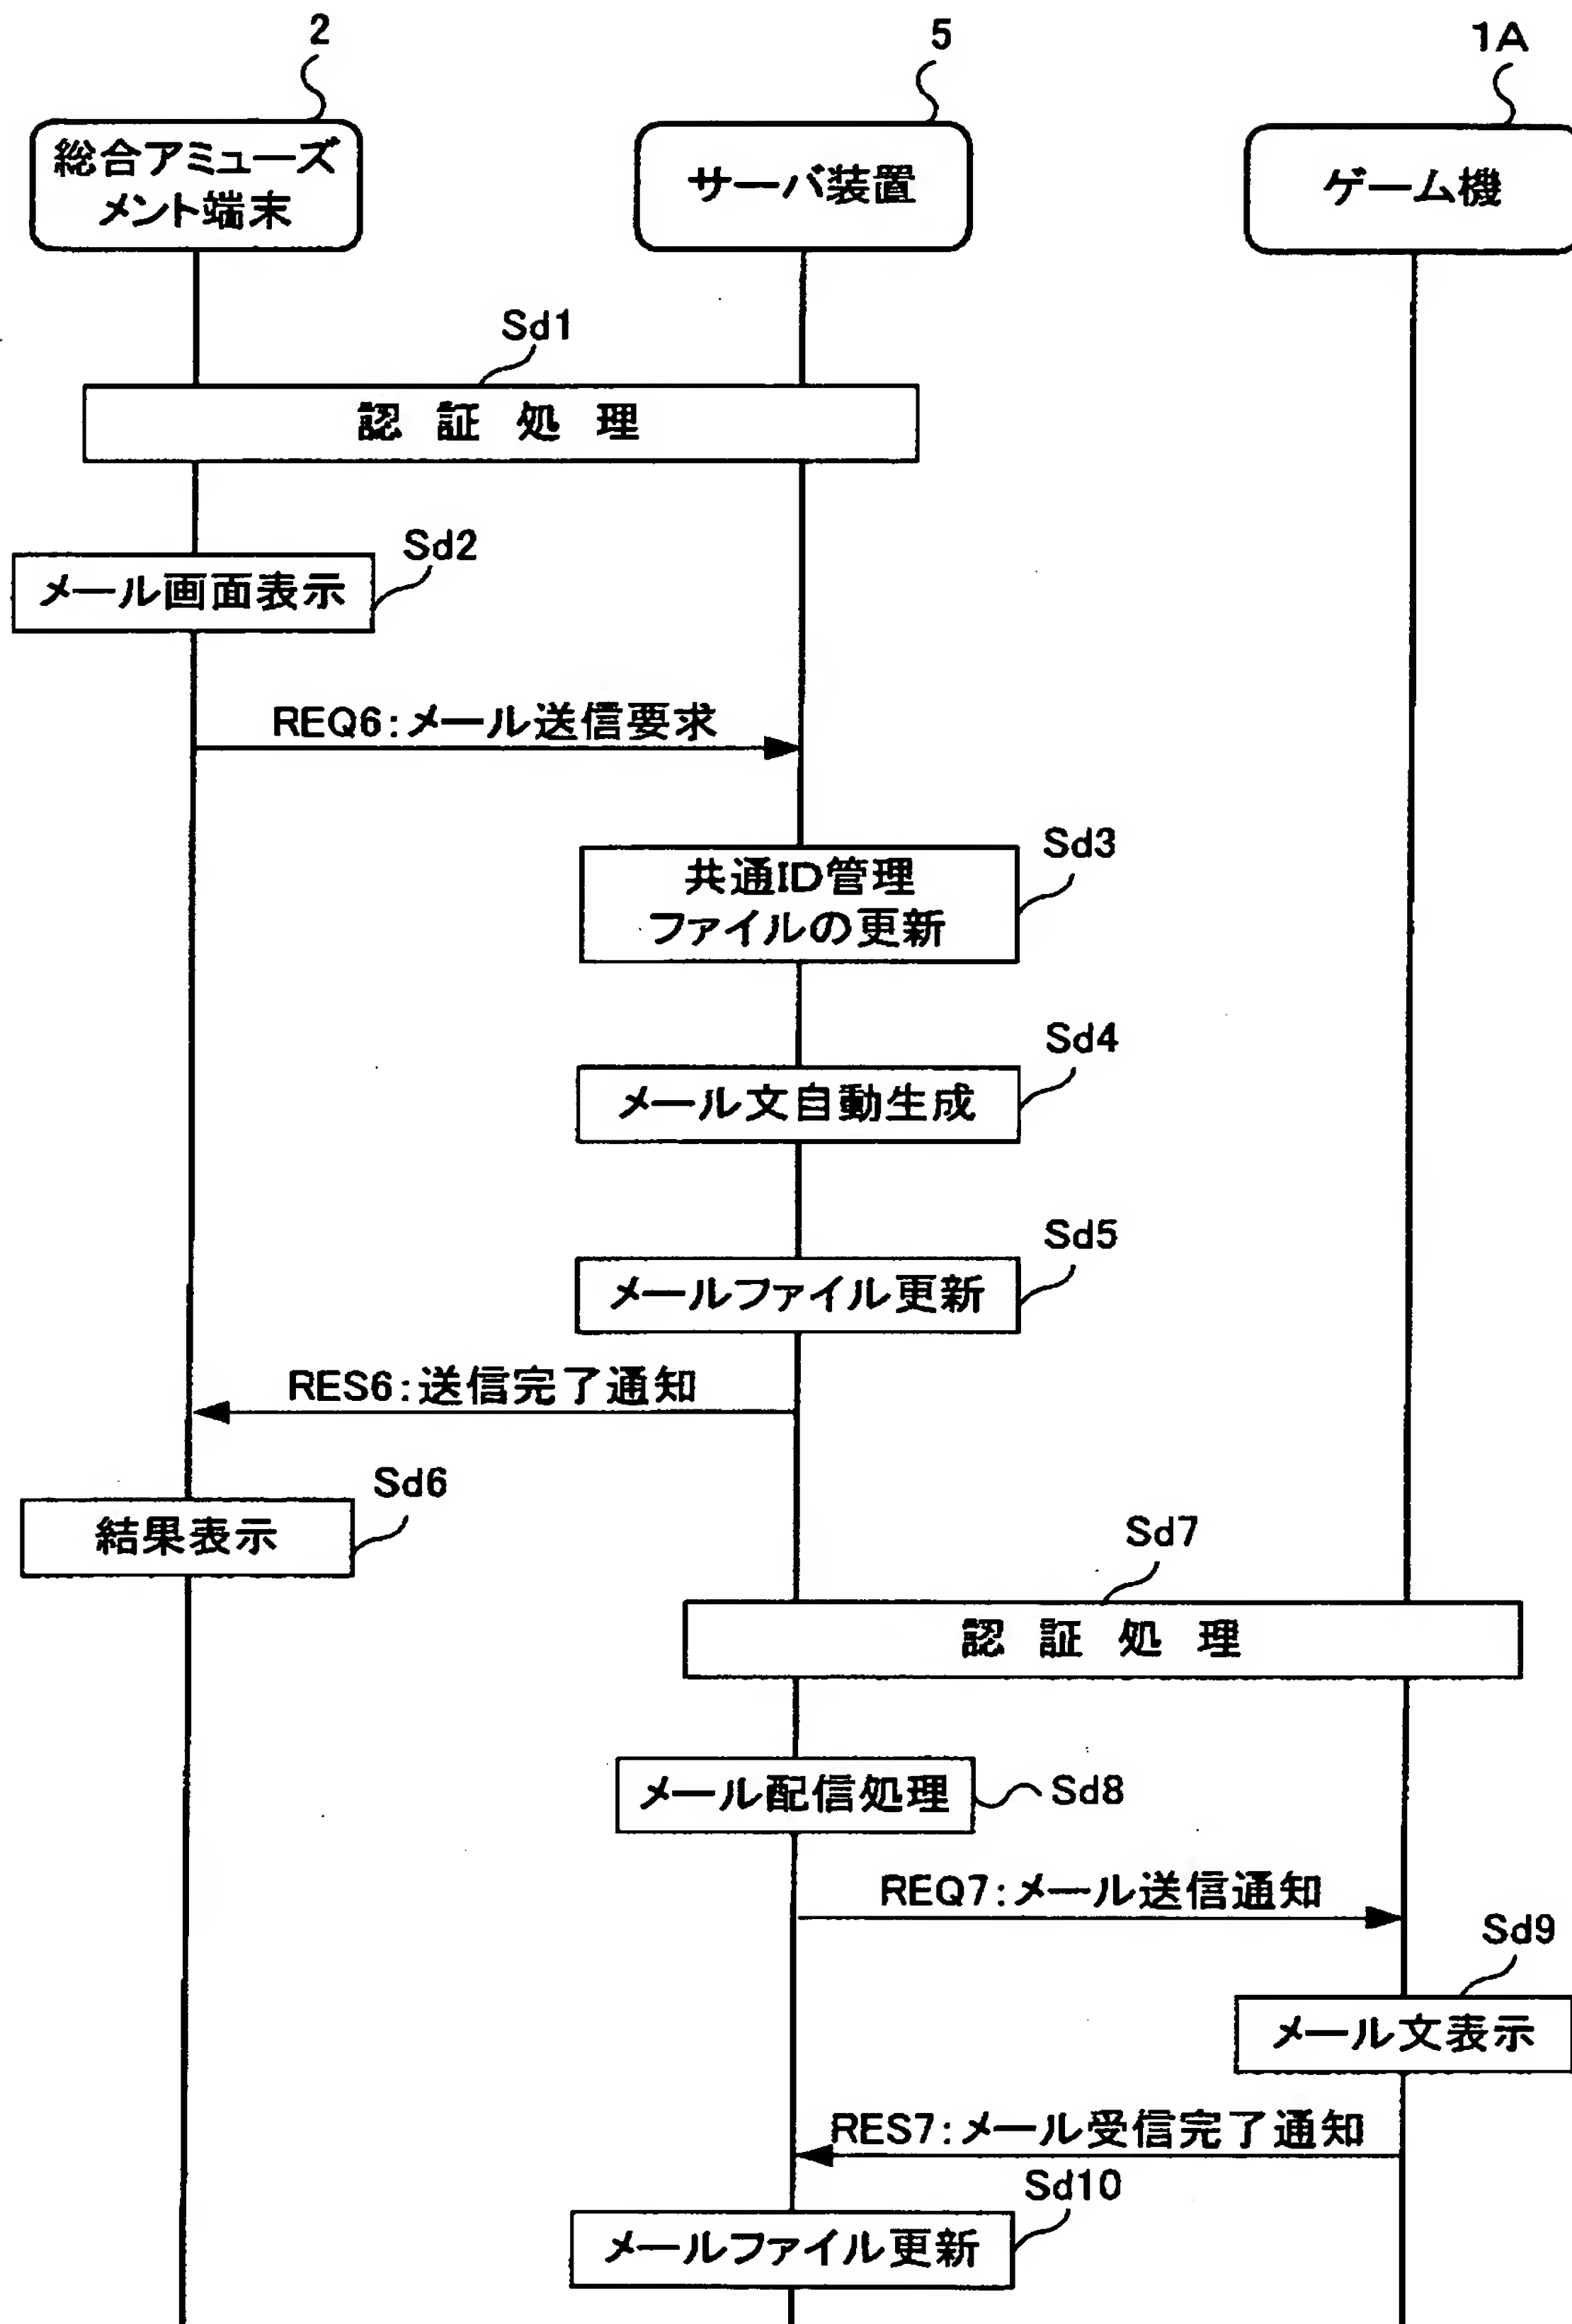 2
5
1A
総合アミューズ
メント端末
サーバ装置
ゲーム機
Sd1
認証処理
Sd2
メール画面表示
REQ6:メール送信要求
Sd3
共通ID管理
ファイルの更新
Sd4
メール文自動生成
Sd5
メールファイル更新
RES6:送信完了通知
Sd6
結果表示
Sd7
認証処理
メール配信処理
Sd8
REQ7:メール送信通知
Sd9
メール文表示
RES7:メール受信完了通知
Sd10
メールファイル更新